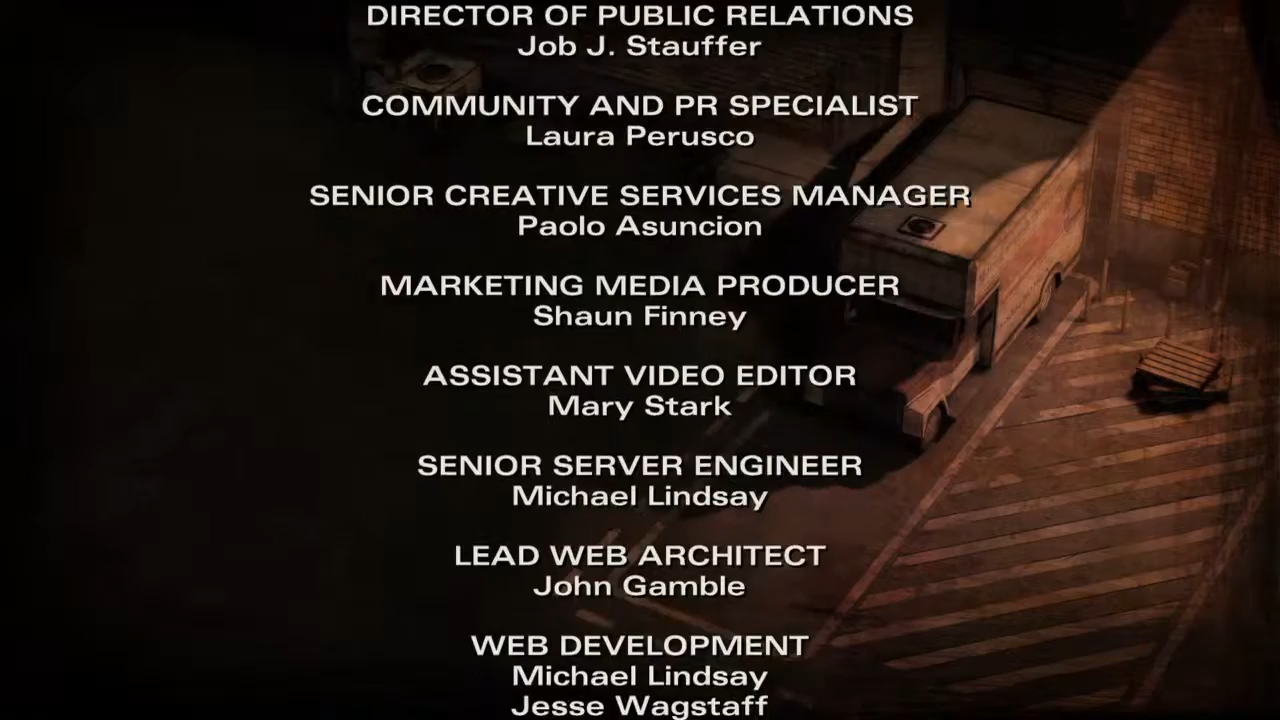 DIRECTOR OF PUBLIC RELATIONS
Job J. Stauffer
COMMUNITY AND PR SPECIALIST
Laura Perusco
SENIOR CREATIVE SERVICES MANAGER
Paolo Asuncion
MARKETING MEDIA PRODUCER
Shaun Finney
ASSISTANT VIDEO EDITOR
Mary Stark
SENIOR SERVER ENGINEER
Michael Lindsay
LEAD WEB ARCHITECT
John Gamble
WEB DEVELOPMENT
Michael Lindsay
Jesse Wagstaff